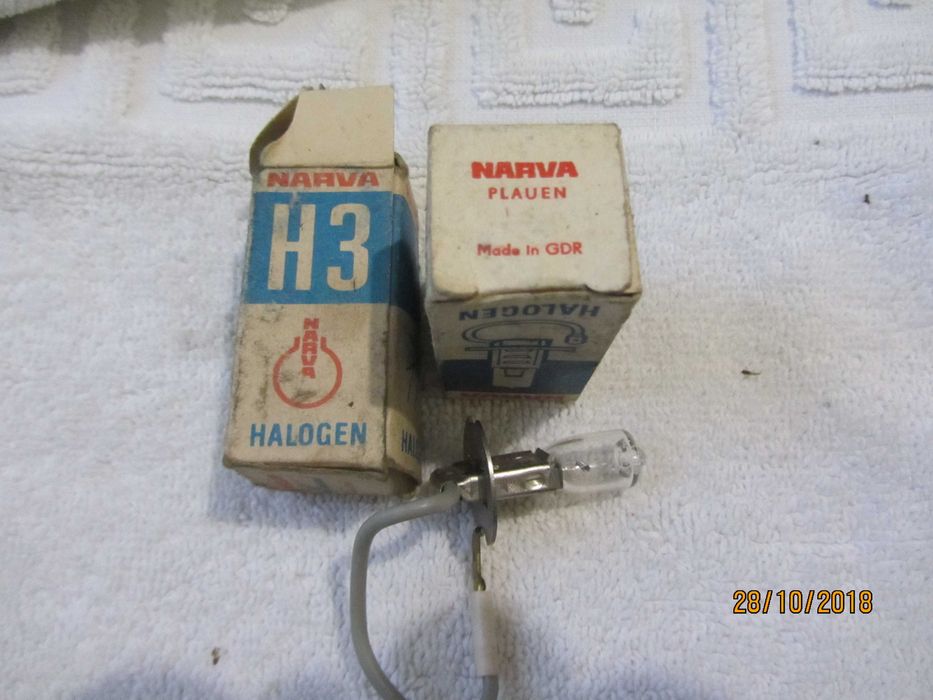 NARVA
H3
NARVA
HALOGEN
NARVA
PLAUEN
Made in GDR
HALOGEN
28/10/2018